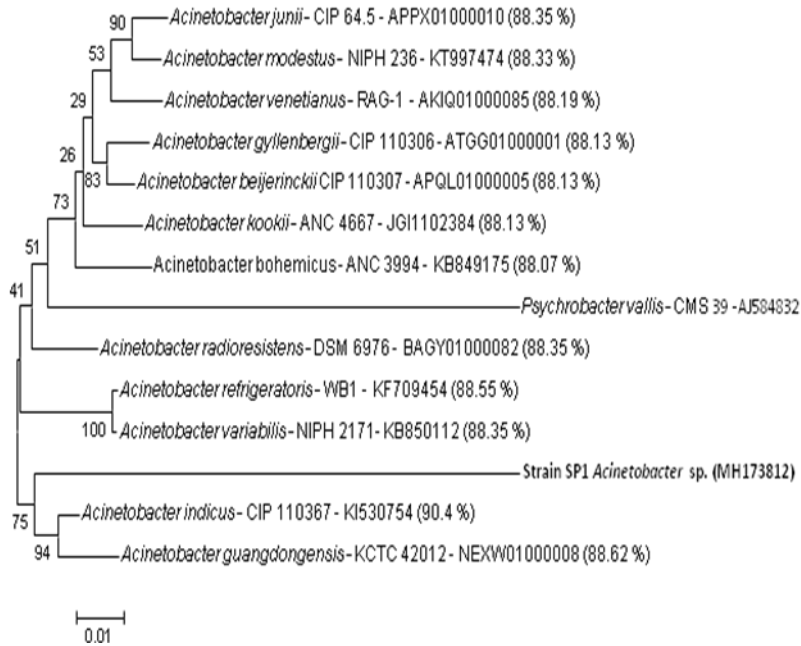 90
Acinetobacter junii - CIP 64.5 - APPX01000010 (88.35 %)
53
Acinetobacter modestus - NIPH 236 - KT997474 (88.33 %)
29
Acinetobacter venetianus - RAG-1 - AKIQ01000085 (88.19 %)
Acinetobacter gyllenbergii - CIP 110306 - ATGG01000001 (88.13 %)
26
83
Acinetobacter beijerinckii CIP 110307 - APQL01000005 (88.13 %)
73
Acinetobacter kookii - ANC 4667 - JGI1102384 (88.13 %)
51
Acinetobacter bohemicus - ANC 3994 - KB849175 (88.07 %)
41
Psychrobacter vallis - CMS 39 -AJ584832
Acinetobacter radioresistens - DSM 6976 - BAGY01000082 (88.35 %)
Acinetobacter refrigeratoris - WB1 - KF709454 (88.55 %)
100
Acinetobacter variabilis - NIPH 2171- KB850112 (88.35 %)
Strain SP1 Acinetobacter sp. (MH173812)
75
Acinetobacter indicus - CIP 110367 - KI530754 (90.4 %)
94
Acinetobacter guangdongensis - KCTC 42012 - NEXW01000008 (88.62 %)
0.01